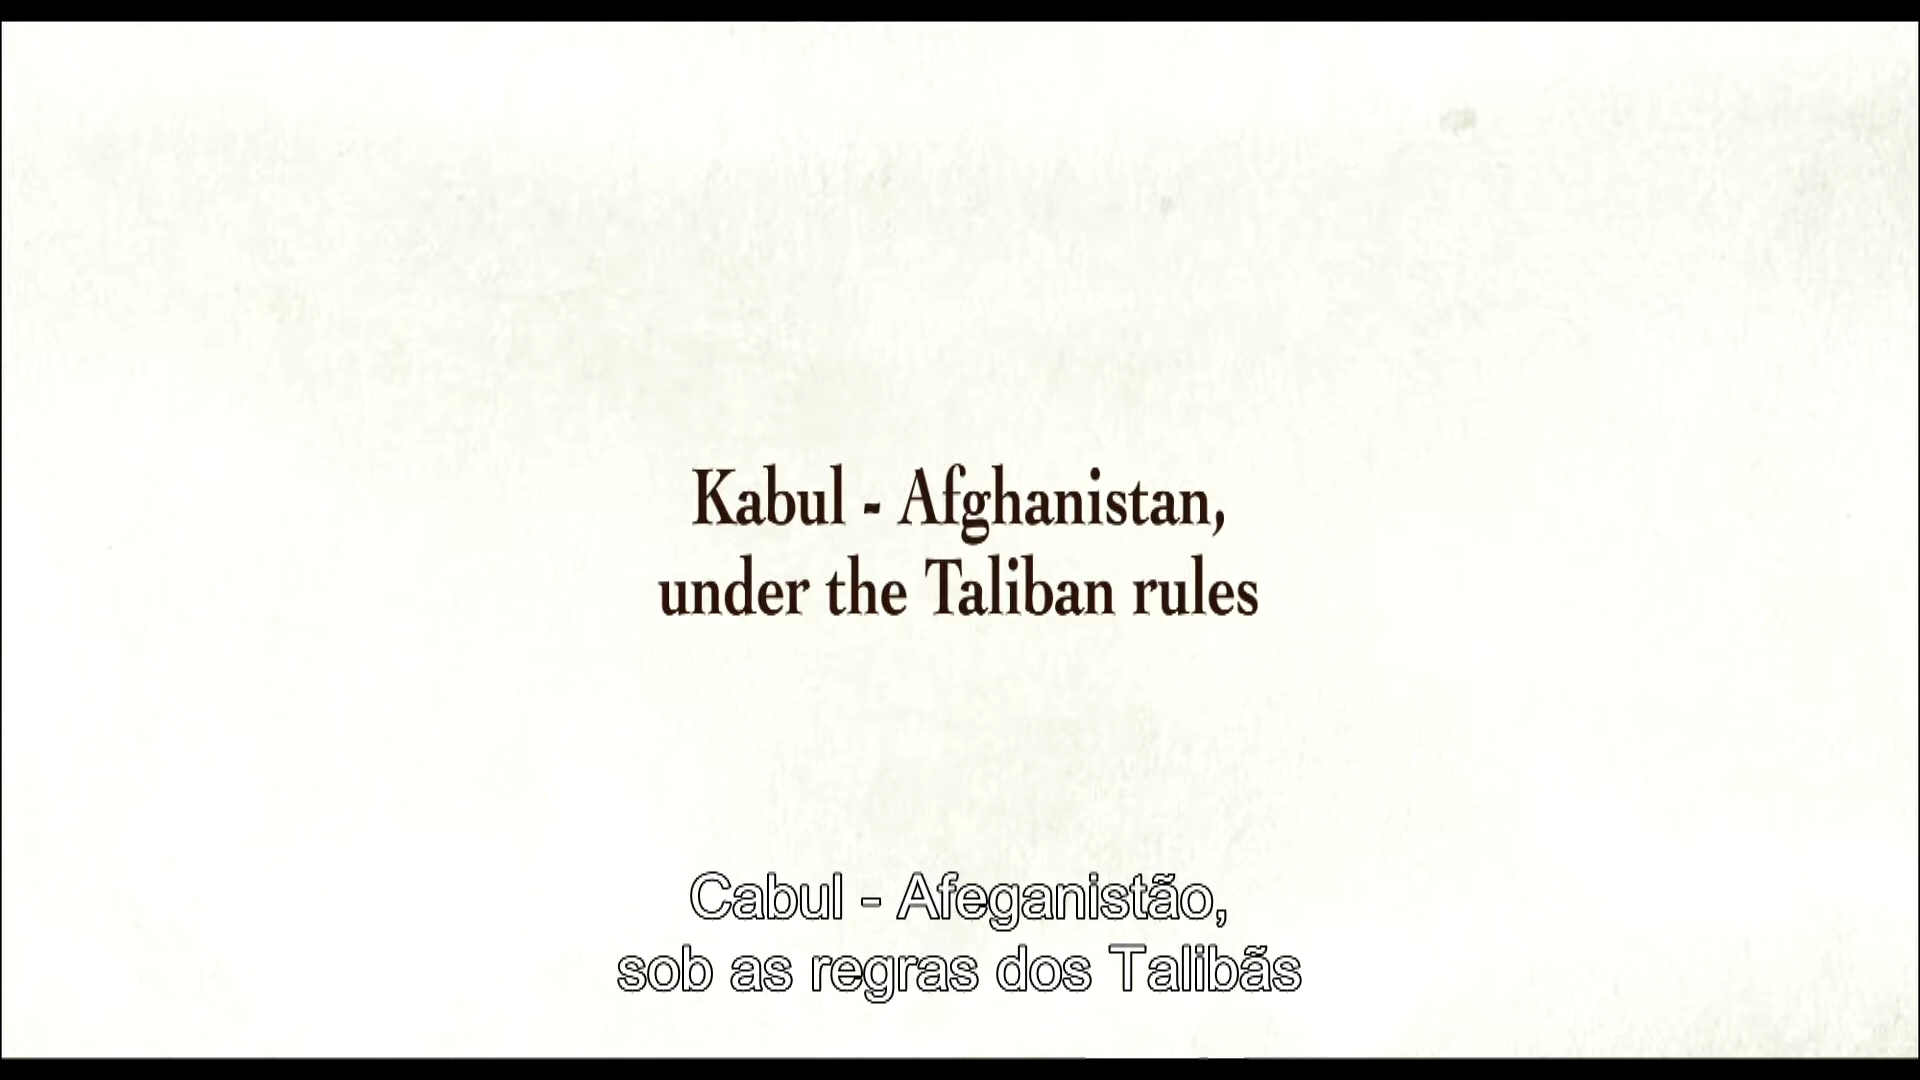 Kabul - Afghanistan,
under the Taliban rules
Cabul - Afeganistão,
sob as regras dos Talibãs